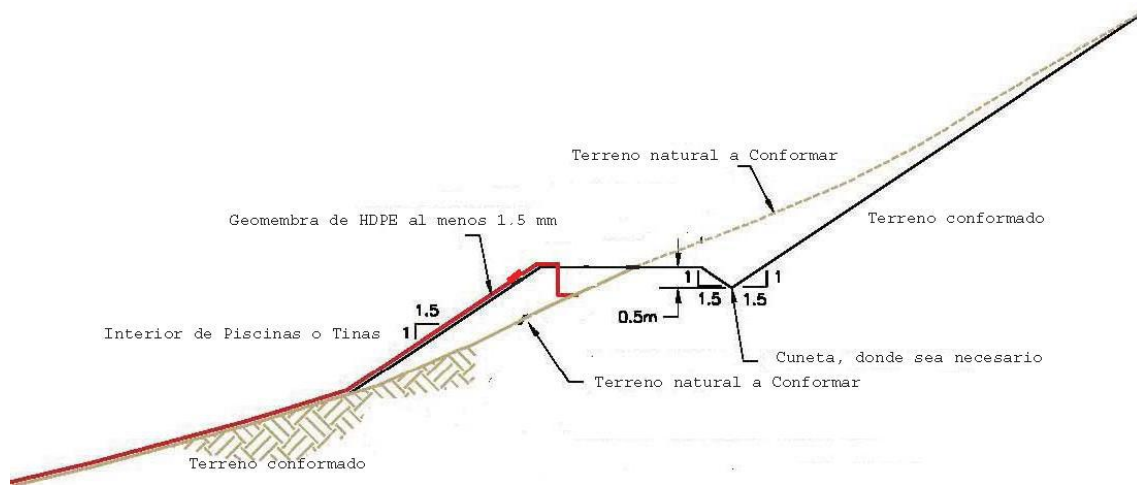 Terreno natural a Conformar
Geomembra de HDPE al menos 1.5 mm
Terreno conformado
1
1
1.5
1.5
0.5m
1.5
1
Interior de Piscinas o Tinas
Cuneta, donde sea necesario
Terreno natural a Conformar
Terreno conformado